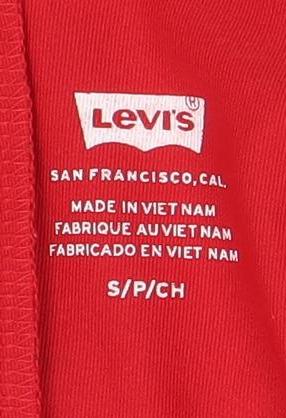 Levi's®
SAN FRANCISCO, CAL.
MADE IN VIET NAM
FABRIQUE AU VIET NAM
FABRICADO EN VIET NAM
S/P/CH